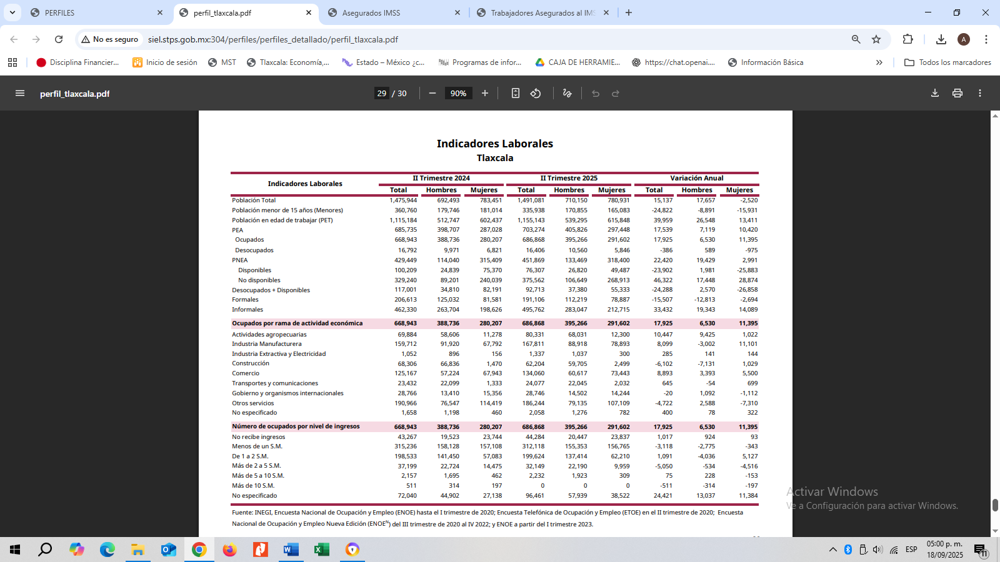 PERFILES
perfil_tlaxcala.pdf
Asegurados IMSS
Trabajadores Asegurados al IMS
No es seguro siel.stps.gob.mx:304/perfiles/perfiles_detallado/perfil_tlaxcala.pdf
A
Disciplina Financier... Inicio de sesión MST Tlaxcala: Economía,... Estado – México ¿c... Programas de infor... CAJA DE HERRAMIE... https://chat.openai.... Información Básica » Todos los marcadores
perfil_tlaxcala.pdf 29 / 30 90%
Indicadores Laborales
Tlaxcala
Indicadores Laborales II Trimestre 2024 II Trimestre 2025 Variación Anual
Total Hombres Mujeres Total Hombres Mujeres Total Hombres Mujeres
Población Total 1,475,944 692,493 783,451 1,491,081 710,150 780,931 15,137 17,657 -2,520
Población menor de 15 años (Menores) 360,760 179,746 181,014 335,938 170,855 165,083 -24,822 -8,891 -15,931
Población en edad de trabajar (PET) 1,115,184 512,747 602,437 1,155,143 539,295 615,848 39,959 26,548 13,411
PEA 685,735 398,707 287,028 703,274 405,826 297,448 17,539 7,119 10,420
Ocupados 668,943 388,736 280,207 686,868 395,266 291,602 17,925 6,530 11,395
Desocupados 16,792 9,971 6,821 16,406 10,560 5,846 -386 589 -975
PNEA 429,449 114,040 315,409 451,869 133,469 318,400 22,420 19,429 2,991
Disponibles 100,209 24,839 75,370 76,307 26,820 49,487 -23,902 1,981 -25,883
No disponibles 329,240 89,201 240,039 375,562 106,649 268,913 46,322 17,448 28,874
Desocupados + Disponibles 117,001 34,810 82,191 92,713 37,380 55,333 -24,288 2,570 -26,858
Formales 206,613 125,032 81,581 191,106 112,219 78,887 -15,507 -12,813 -2,694
Informales 462,330 263,704 198,626 495,762 283,047 212,715 33,432 19,343 14,089
Ocupados por rama de actividad económica 668,943 388,736 280,207 686,868 395,266 291,602 17,925 6,530 11,395
Actividades agropecuarias 69,884 58,606 11,278 80,331 68,031 12,300 10,447 9,425 1,022
Industria Manufacturera 159,712 91,920 67,792 167,811 88,918 78,893 8,099 -3,002 11,101
Industria Extractiva y Electricidad 1,052 896 156 1,337 1,037 300 285 141 144
Construcción 68,306 66,836 1,470 62,204 59,705 2,499 -6,102 -7,131 1,029
Comercio 125,167 57,224 67,943 134,060 60,617 73,443 8,893 3,393 5,500
Transportes y comunicaciones 23,432 22,099 1,333 24,077 22,045 2,032 645 -54 699
Gobierno y organismos internacionales 28,766 13,410 15,356 28,746 14,502 14,244 -20 1,092 -1,112
Otros servicios 190,966 76,547 114,419 186,244 79,135 107,109 -4,722 2,588 -7,310
No especificado 1,658 1,198 460 2,058 1,276 782 400 78 322
Número de ocupados por nivel de ingresos 668,943 388,736 280,207 686,868 395,266 291,602 17,925 6,530 11,395
No recibe ingresos 43,267 19,523 23,744 44,284 20,447 23,837 1,017 924 93
Menos de un S.M. 315,236 158,128 157,108 312,118 155,353 156,765 -3,118 -2,775 -343
De 1 a 2 S.M. 198,533 141,450 57,083 199,624 137,414 62,210 1,091 -4,036 5,127
Más de 2 a 5 S.M. 37,199 22,724 14,475 32,149 22,190 9,959 -5,050 -534 -4,516
Más de 5 a 10 S.M. 2,157 1,695 462 2,232 1,923 309 75 228 -153
Más de 10 S.M. 511 314 197 0 0 0 -511 -314 -197
No especificado 72,040 44,902 27,138 96,461 57,939 38,522 24,421 13,037 11,384
Fuente: INEGI, Encuesta Nacional de Ocupación y Empleo (ENOE) hasta el I trimestre de 2020; Encuesta Telefónica de Ocupación y Empleo (ETOE) en el II trimestre de 2020; Encuesta
Nacional de Ocupación y Empleo Nueva Edición (ENOEᴺ) del III trimestre de 2020 al IV 2022; y ENOE a partir del I trimestre 2023.
Activar Windows
Ve a Configuración para activar Windows.
ESP
05:00 p. m.
18/09/2025
11